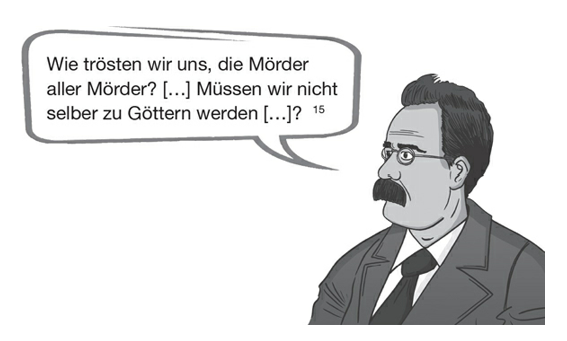 Wie trösten wir uns, die Mörder
aller Mörder? [...] Müssen wir nicht
selber zu Göttern werden [...]? 15